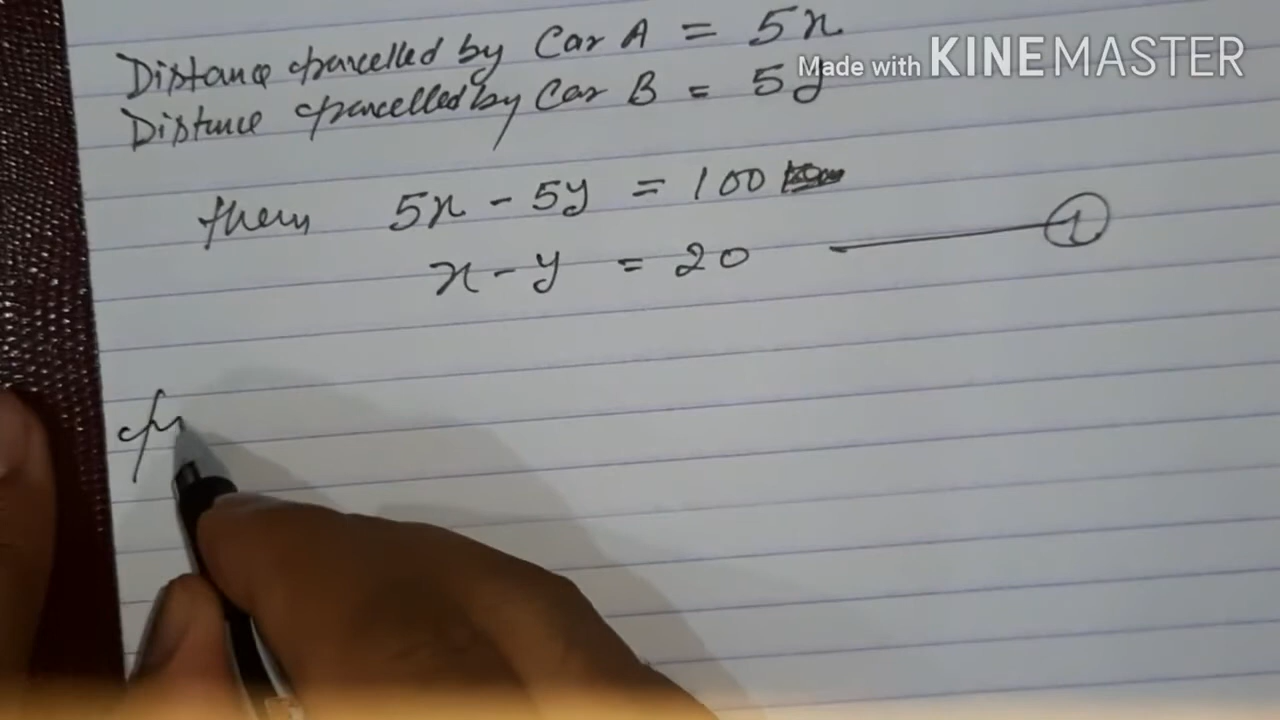 Distance travelled by Car A = 5x
Made with KINEMASTER
Distance travelled by Car B = 5y
then 5x - 5y = 100
x - y = 20 ①